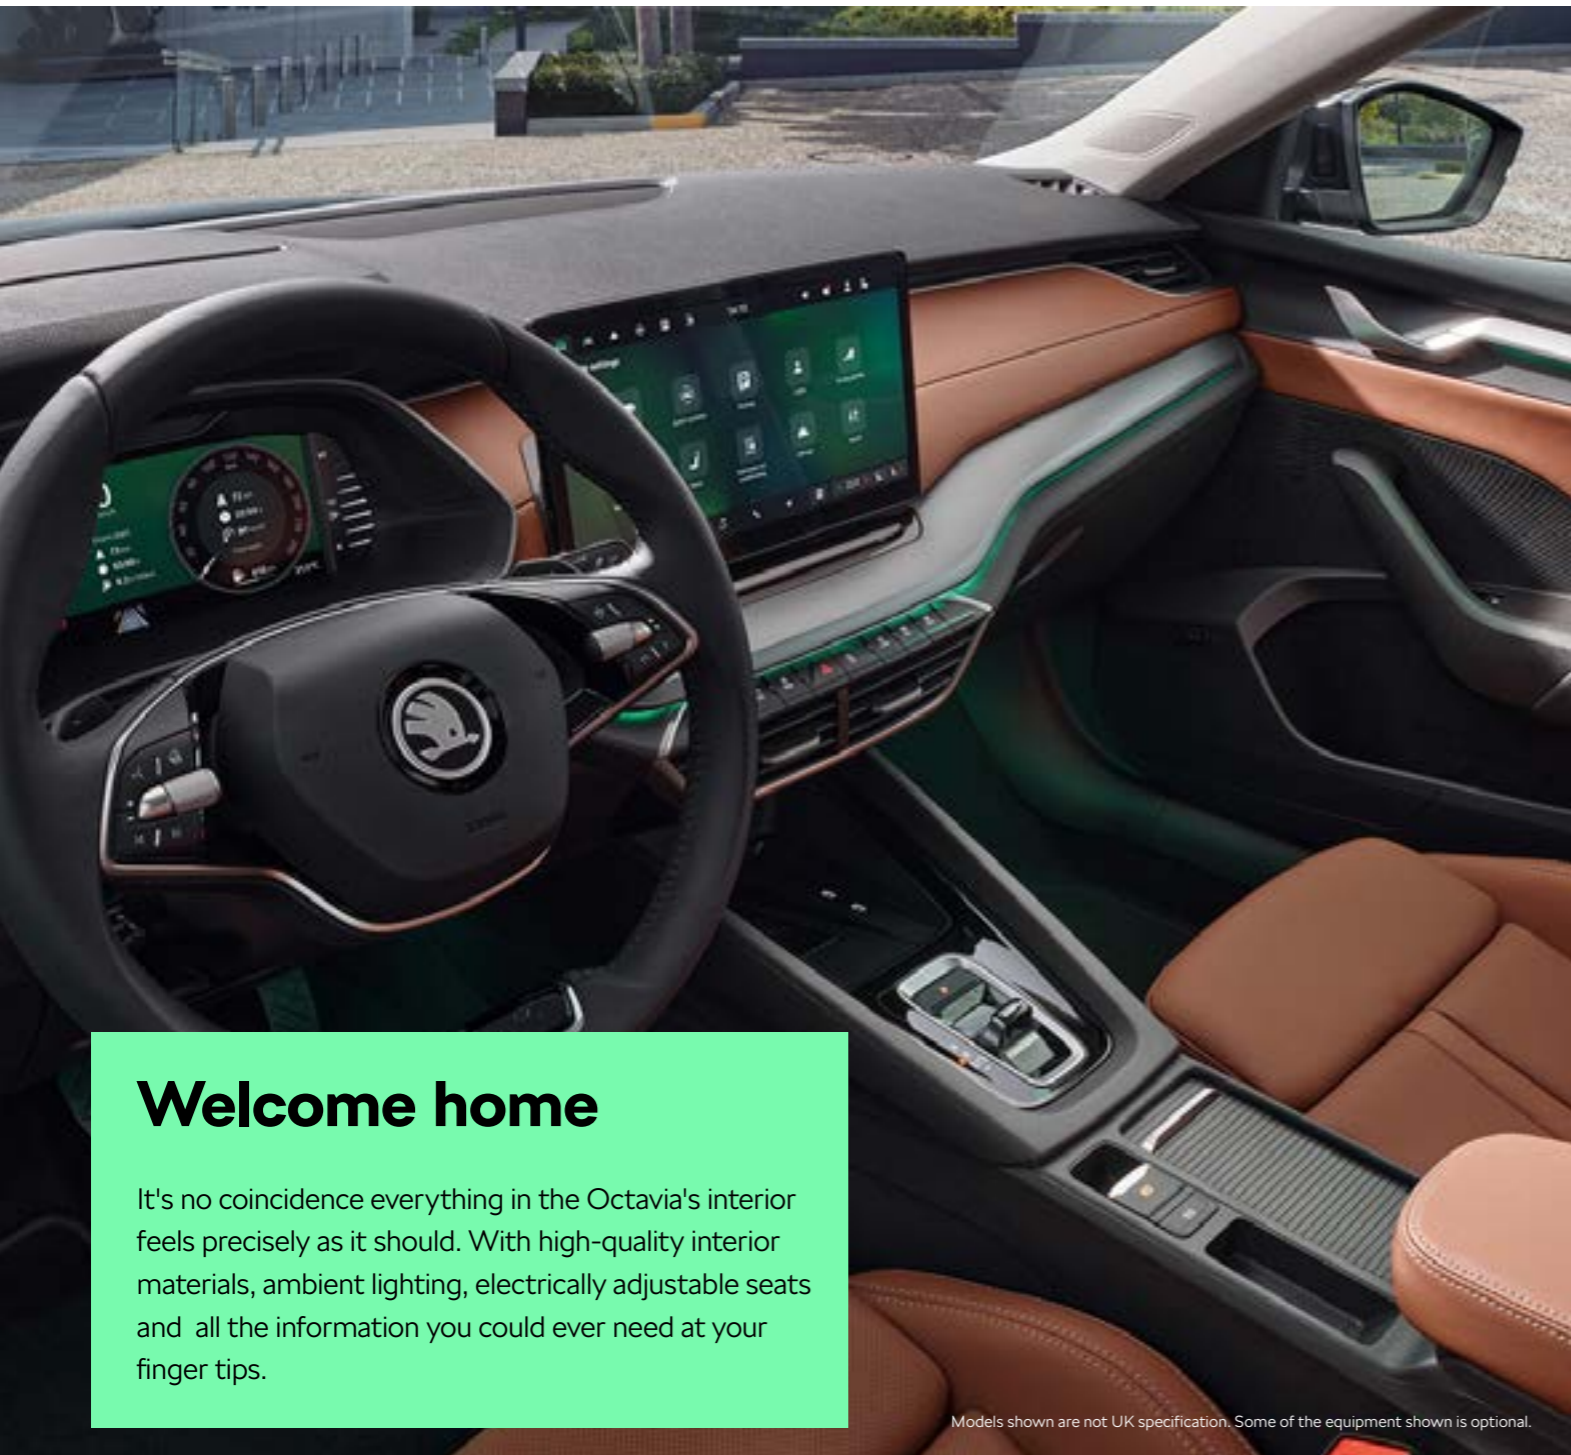 settings
Welcome home
It's no coincidence everything in the Octavia's interior
feels precisely as it should. With high-quality interior
materials, ambient lighting, electrically adjustable seats
and  all the information you could ever need at your
finger tips.
Models shown are not UK specification. Some of the equipment shown is optional.